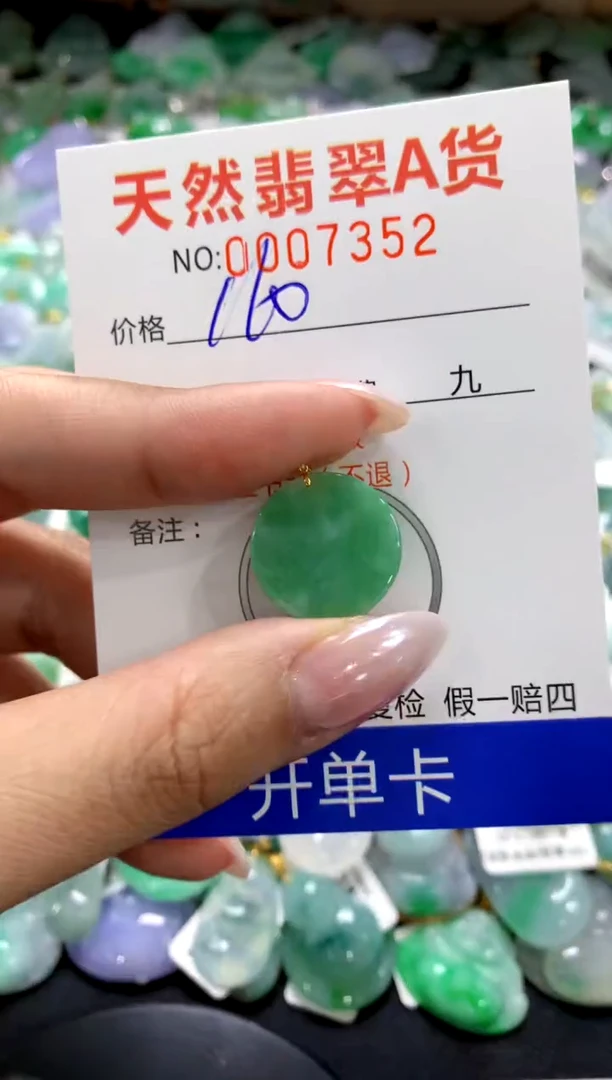 天然翡翠A货
NO:0007352
价格 160
九
不退）
备注：
复检 假一赔四
开单卡